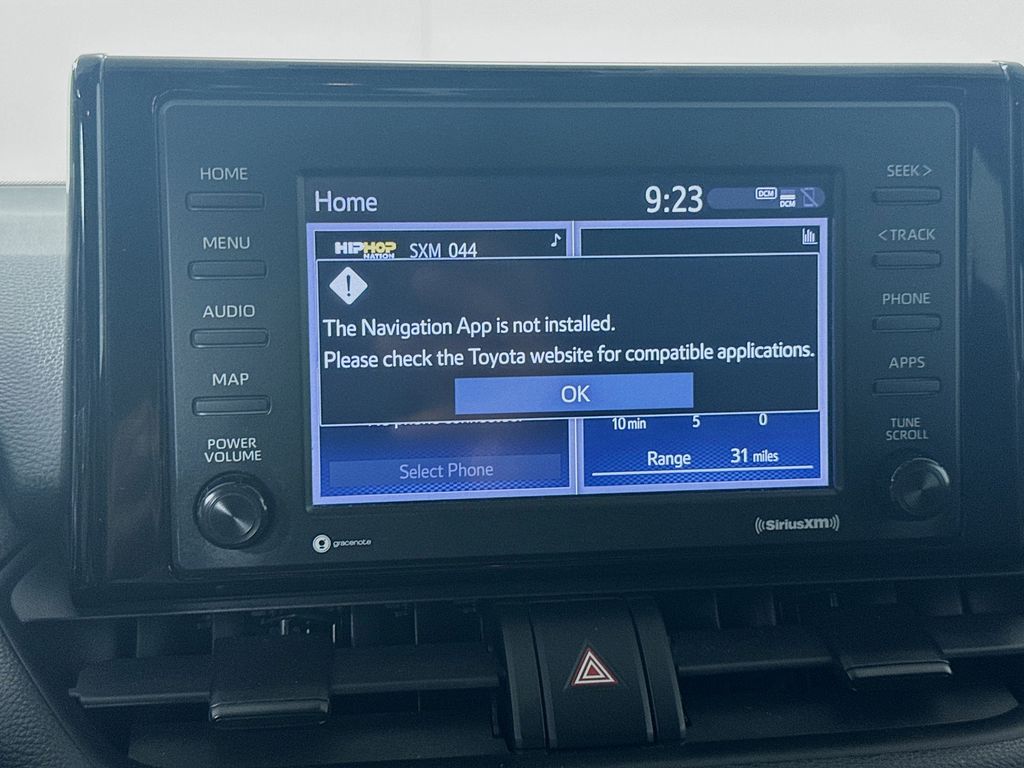 HOME
MENU
AUDIO
MAP
POWER
VOLUME
Home
9:23
DCM
DCM
HIPHOP
NATION
SXM 044
The Navigation App is not installed.
Please check the Toyota website for compatible applications.
OK
10 min 5 0
Select Phone
Range 31 miles
gracenote
SiriusXM
SEEK >
< TRACK
PHONE
APPS
TUNE
SCROLL